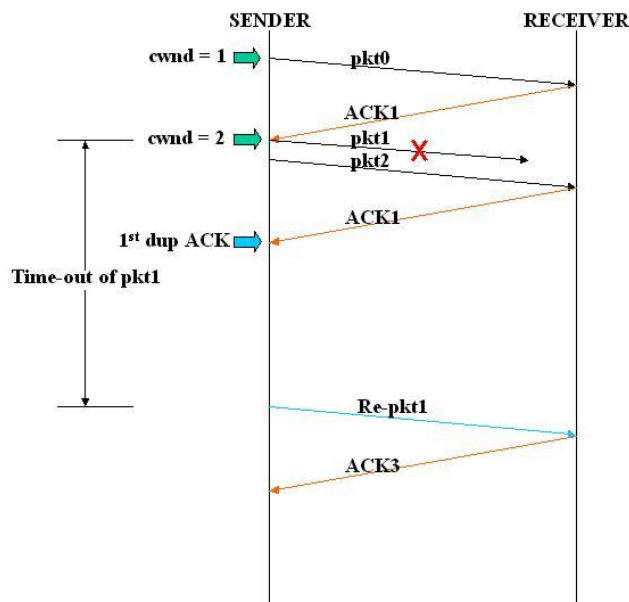 SENDER RECEIVER
cwnd = 1
pkt0
ACK1
cwnd = 2
pkt1
X
pkt2
ACK1
1st dup ACK
Time-out of pkt1
Re-pkt1
ACK3